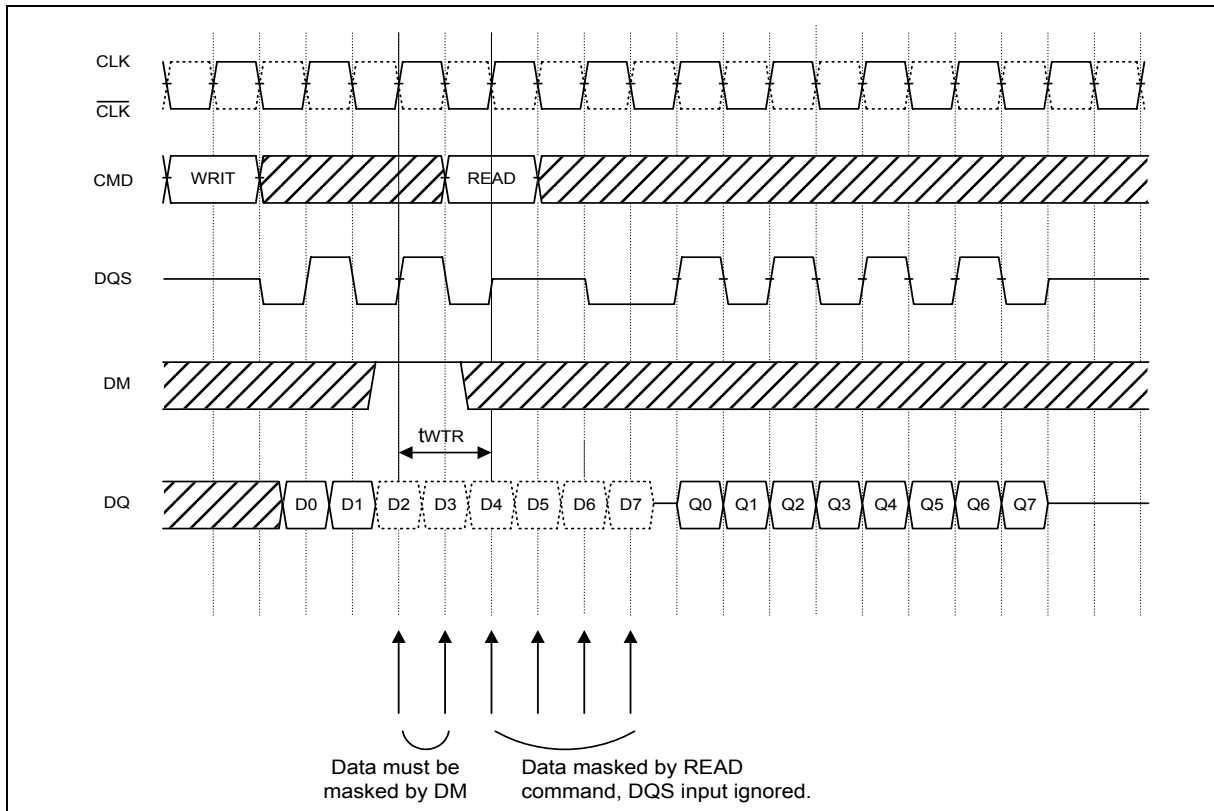 CLK
CLK
CMD
WRIT
READ
DQS
DM
tWTR
DQ
D0 D1 D2 D3 D4 D5 D6 D7 Q0 Q1 Q2 Q3 Q4 Q5 Q6 Q7
Data must be
masked by DM
Data masked by READ
command, DQS input ignored.